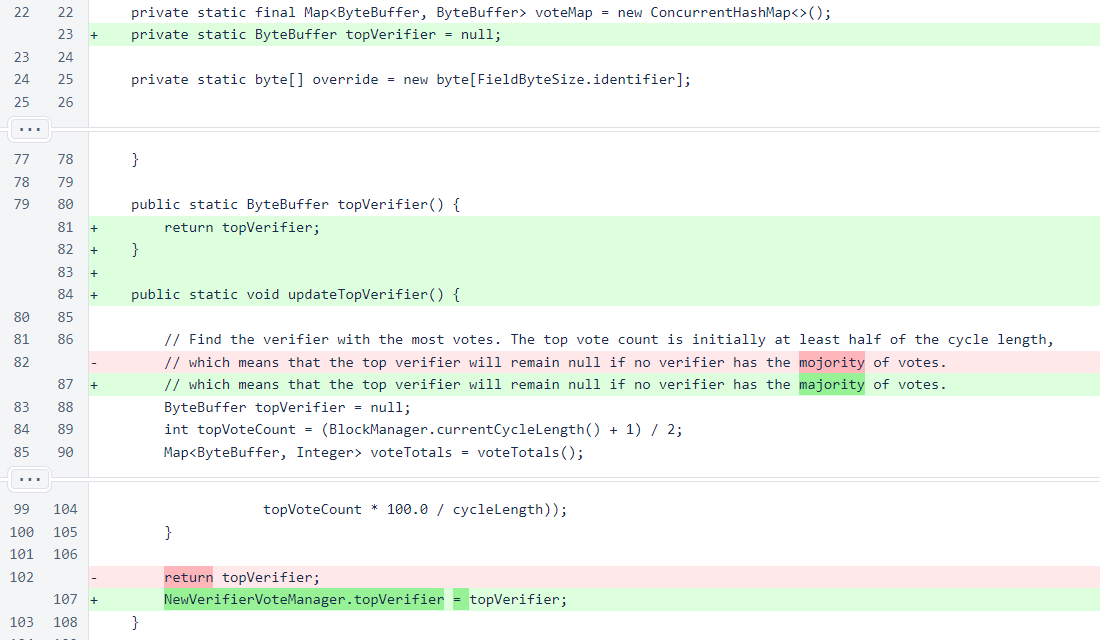 22 22 private static final Map<ByteBuffer, ByteBuffer> voteMap = new ConcurrentHashMap<>();
23 + private static ByteBuffer topVerifier = null;
23 24
24 25 private static byte[] override = new byte[FieldByteSize.identifier];
25 26
...
77 78 }
78 79
79 80 public static ByteBuffer topVerifier() {
81 + return topVerifier;
82 + }
83 +
84 + public static void updateTopVerifier() {
80 85
81 86 // Find the verifier with the most votes. The top vote count is initially at least half of the cycle length,
82 - // which means that the top verifier will remain null if no verifier has the mojority of votes.
87 + // which means that the top verifier will remain null if no verifier has the majority of votes.
83 88 ByteBuffer topVerifier = null;
84 89 int topVoteCount = (BlockManager.currentCycleLength() + 1) / 2;
85 90 Map<ByteBuffer, Integer> voteTotals = voteTotals();
...
99 104 topVoteCount * 100.0 / cycleLength));
100 105 }
101 106
102 - return topVerifier;
107 + NewVerifierVoteManager.topVerifier = topVerifier;
103 108 }